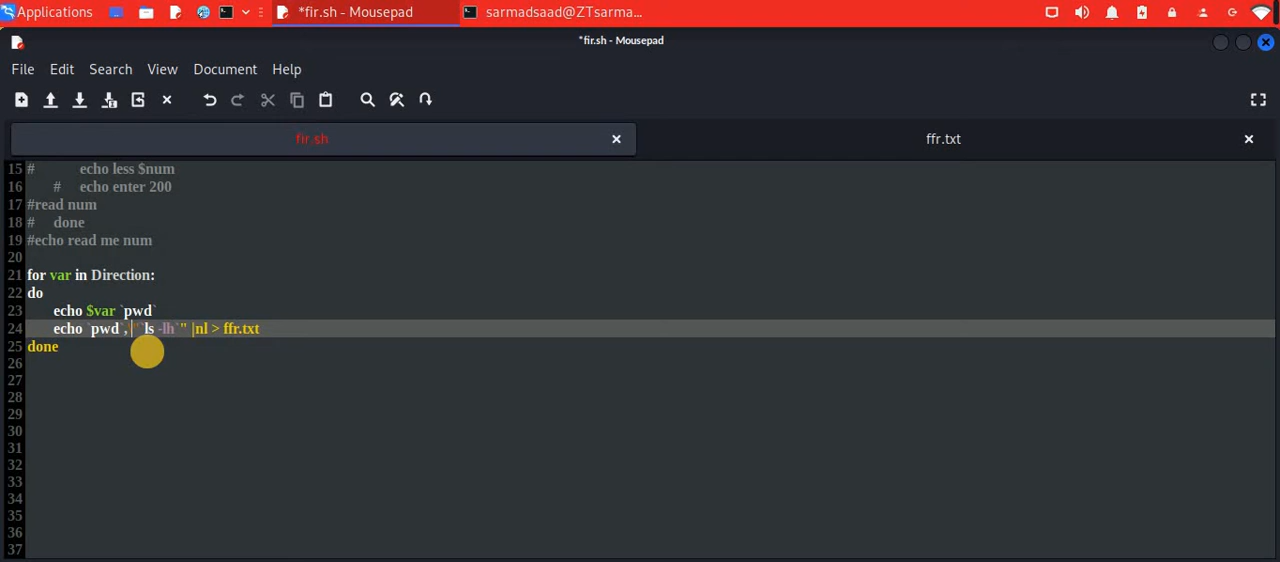 Applications *fir.sh - Mousepad sarmadsaad@ZTsarma...
*fir.sh - Mousepad
File Edit Search View Document Help
fir.sh ffr.txt
15 # echo less $num
16 # echo enter 200
17 #read num
18 # done
19 #echo read me num
20
21 for var in Direction:
22 do
23 echo $var `pwd`
24 echo `pwd`, "`ls -lh`" |nl > ffr.txt
25 done
26
27
28
29
30
31
32
33
34
35
36
37